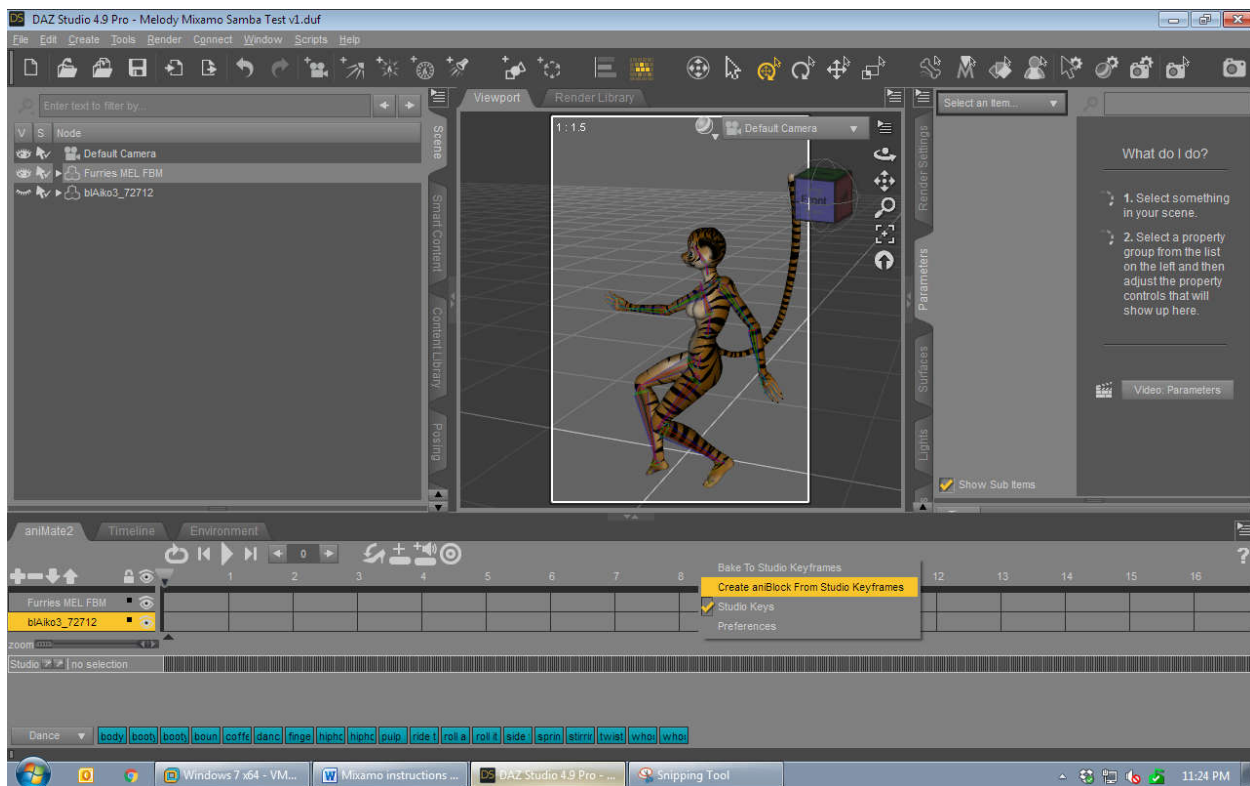 DAZ Studio 4.9 Pro - Melody Mixamo Samba Test v1.duf
File Edit Create Tools Render Connect Window Scripts Help
Enter text to filter by...
V S Node
Default Camera
Furries MEL FBM
blAiko3_72712
Scene
Smart Content
Content Library
Posing
Viewport Render Library
1 : 1.5
Default Camera
Front
Render Settings
Parameters
Surfaces
Lights
Select an Item...
What do I do?
1. Select something
in your scene.
2. Select a property
group from the list
on the left and then
adjust the property
controls that will
show up here.
Video: Parameters
Show Sub Items
aniMate2 Timeline Environment
0
?
1 2 3 4 5 6 7 8 12 13 14 15 16
Bake To Studio Keyframes
Create aniBlock From Studio Keyframes
Studio Keys
Preferences
Furries MEL FBM
blAiko3_72712
zoom
Studio | no selection
Dance body booty booty boun coffe danc finge hiphc hiphc pulp ride t roll a roll it side sprin stirrir twist whoa whoa
Windows 7 x64 - VM... Mixamo instructions ... DAZ Studio 4.9 Pro - ... Snipping Tool
11:24 PM